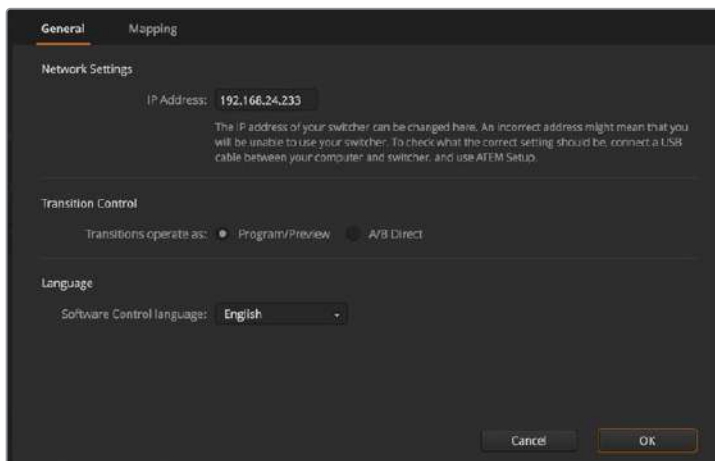 General Mapping
Network Settings
IP Address: 192.168.24.233
The IP address of your switcher can be changed here. An incorrect address might mean that you
will be unable to use your switcher. To check what the correct setting should be, connect a USB
cable between your computer and switcher, and use ATEM Setup.
Transition Control
Transitions operate as: Program/Preview A/B Direct
Language
Software Control language: English
Cancel OK